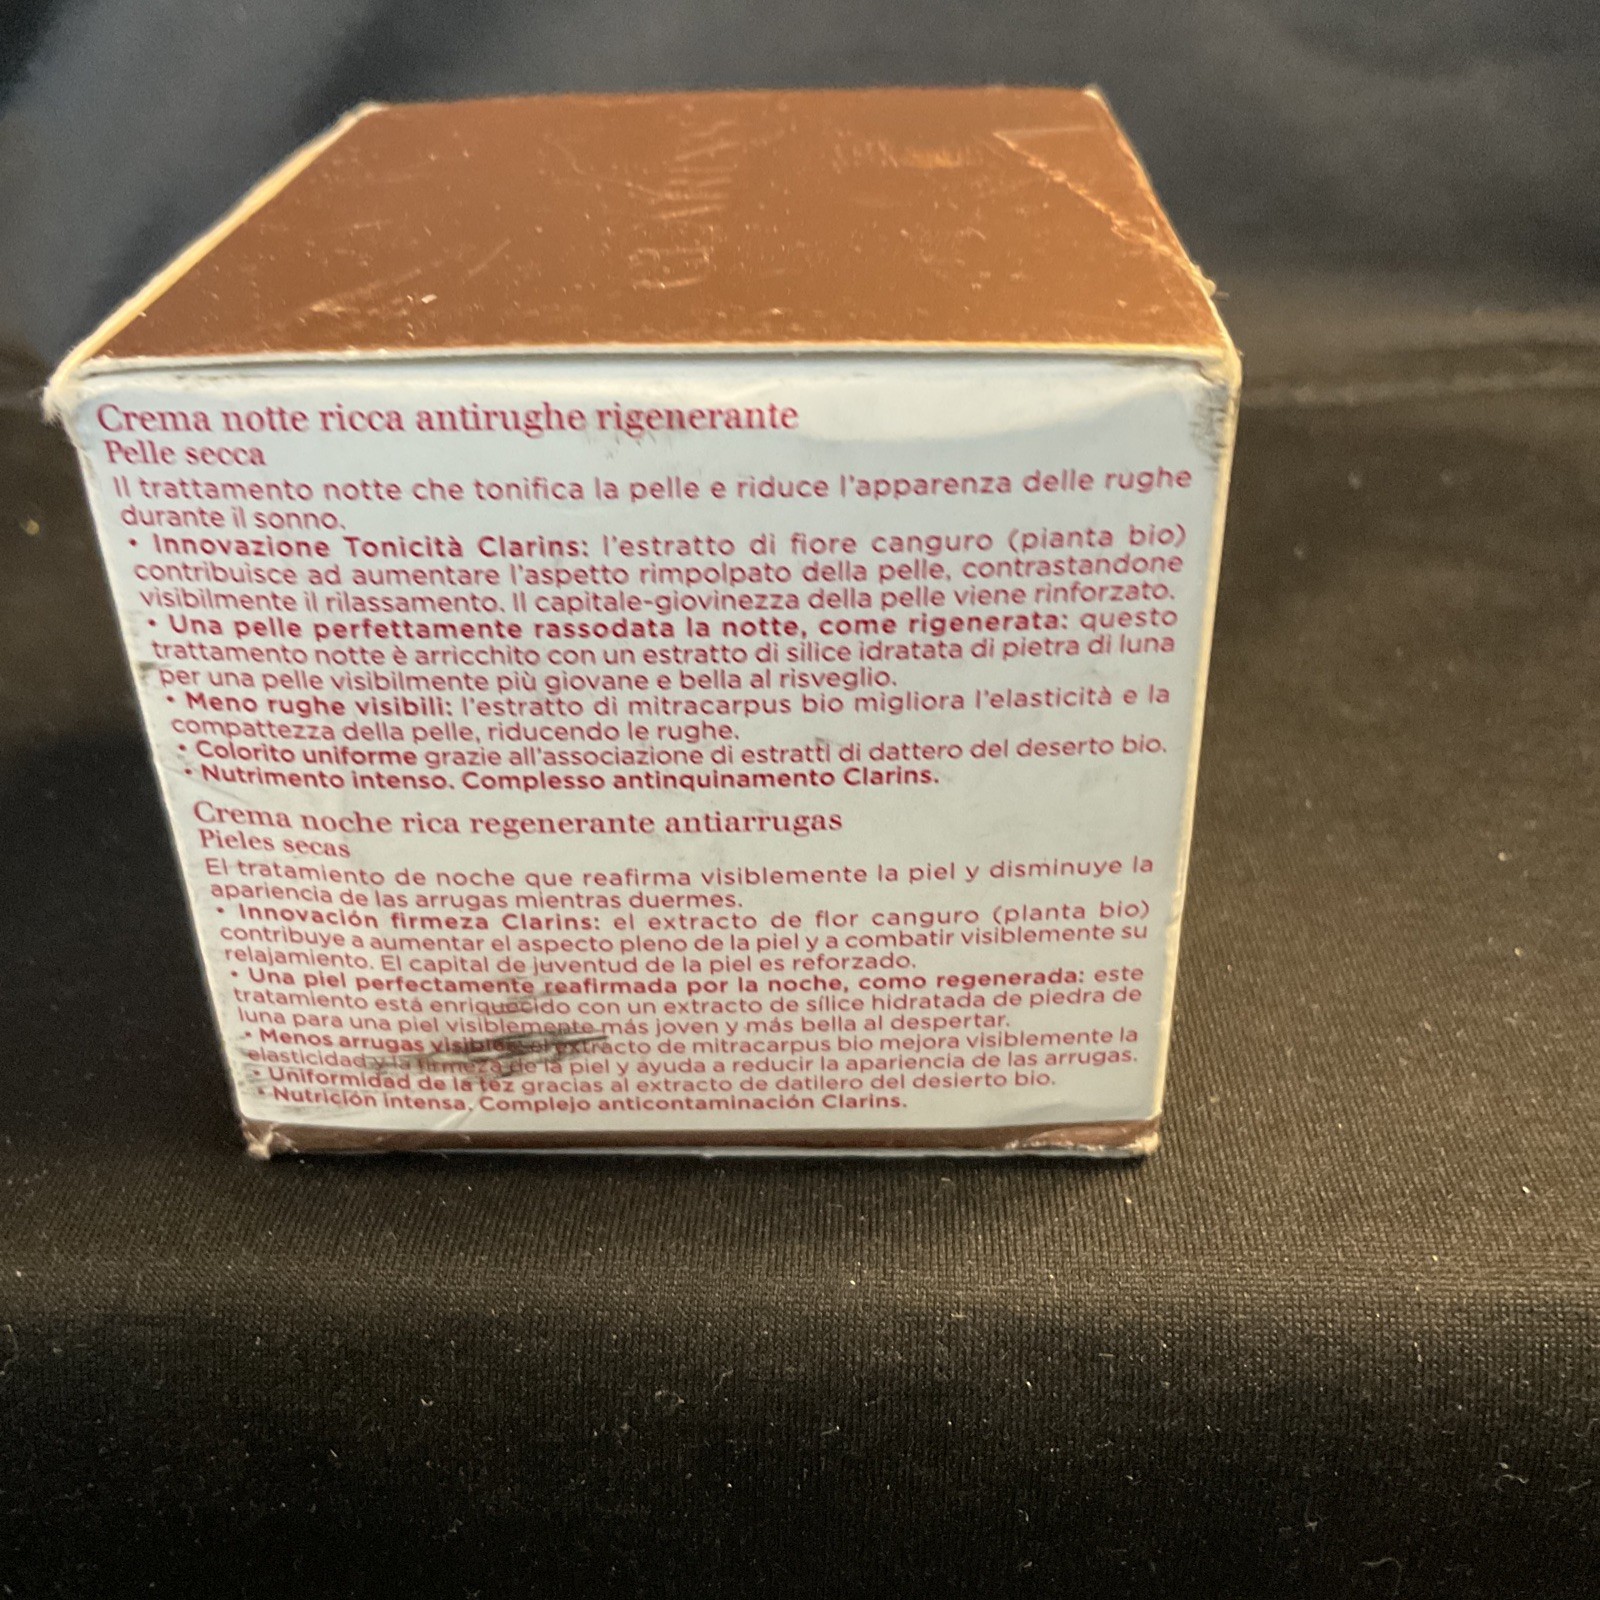 Crema notte ricca antirughe rigenerante
Pelle secca
Il trattamento notte che tonifica la pelle e riduce l'apparenza delle rughe
durante il sonno.
• Innovazione Tonicità Clarins: l'estratto di fiore canguro (pianta bio)
contribuisce ad aumentare l'aspetto rimpolpato della pelle, contrastandone
visibilmente il rilassamento. Il capitale-giovinezza della pelle viene rinforzato.
• Una pelle perfettamente rassodata la notte, come rigenerata: questo
trattamento notte è arricchito con un estratto di silice idratata di pietra di luna
per una pelle visibilmente più giovane e bella al risveglio.
• Meno rughe visibili: l'estratto di mitracarpus bio migliora l'elasticità e la
compattezza della pelle, riducendo le rughe.
• Colorito uniforme grazie all'associazione di estratti di dattero del deserto bio.
• Nutrimento intenso. Complesso antinquinamento Clarins.
Crema noche rica regenerante antiarrugas
Pieles secas
El tratamiento de noche que reafirma visiblemente la piel y disminuye la
apariencia de las arrugas mientras duermes.
• Innovación firmeza Clarins: el extracto de flor canguro (planta bio)
contribuye a aumentar el aspecto pleno de la piel y a combatir visiblemente su
relajamiento. El capital de juventud de la piel es reforzado.
• Una piel perfectamente reafirmada por la noche, como regenerada: este
tratamiento está enriquecido con un extracto de sílice hidratada de piedra de
luna para una piel visiblemente más joven y más bella al despertar.
• Menos arrugas visibles: el extracto de mitracarpus bio mejora visiblemente la
elasticidad y la firmeza de la piel y ayuda a reducir la apariencia de las arrugas.
• Uniformidad de la tez gracias al extracto de datilero del desierto bio.
• Nutrición intensa. Complejo anticontaminación Clarins.